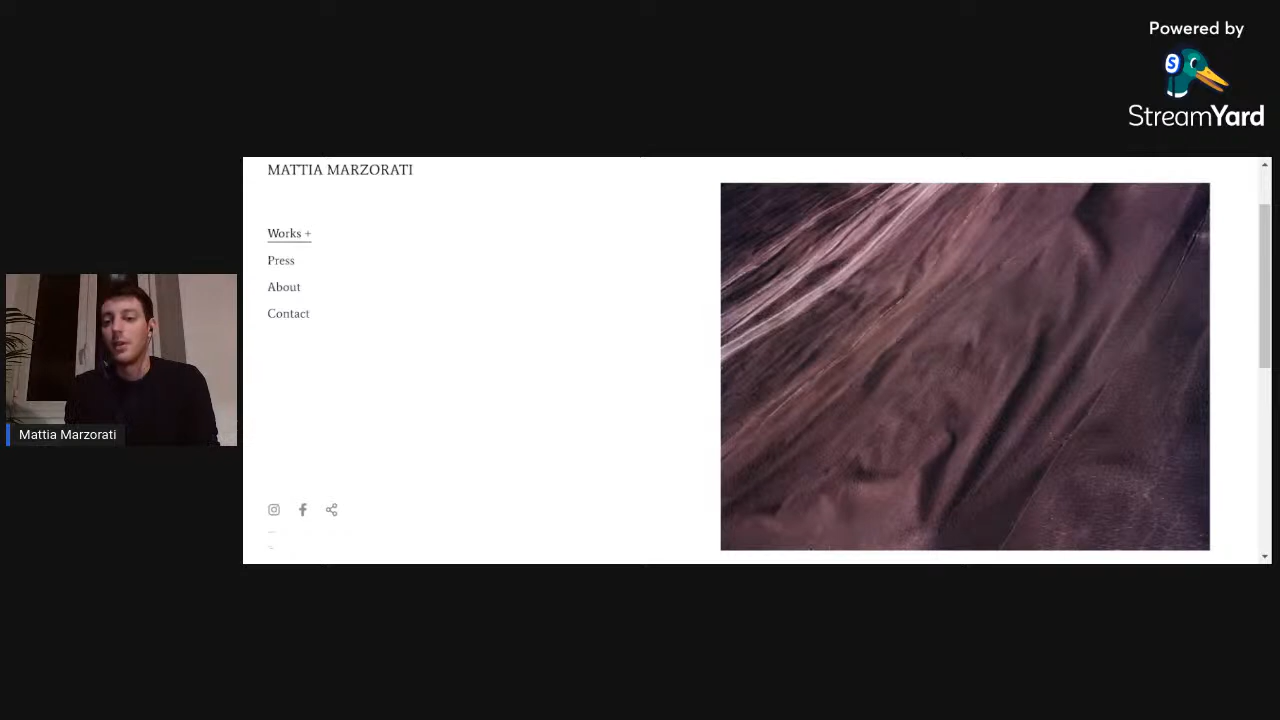 Powered by
S
StreamYard
MATTIA MARZORATI
Works +
Press
About
Contact
Mattia Marzorati